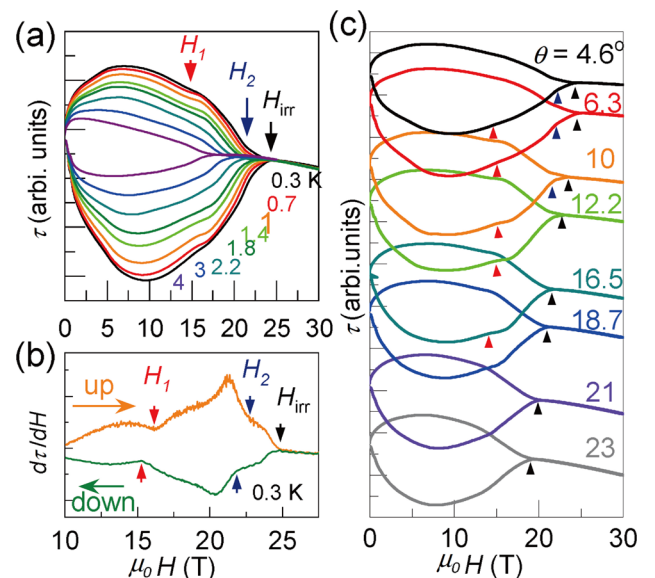 (a)
H1
H2
Hirr
τ (arbi. units)
0.3 K
0.7
1
1.4
1.8
2.2
3
4
0 5 10 15 20 25 30
(b)
up
H1
H2
Hirr
dτ/dH
down
0.3 K
10 15 20 25
μ0 H (T)
(c)
θ = 4.6°
6.3
10
12.2
16.5
18.7
21
23
τ (arbi.units)
0 10 20 30
μ0 H (T)